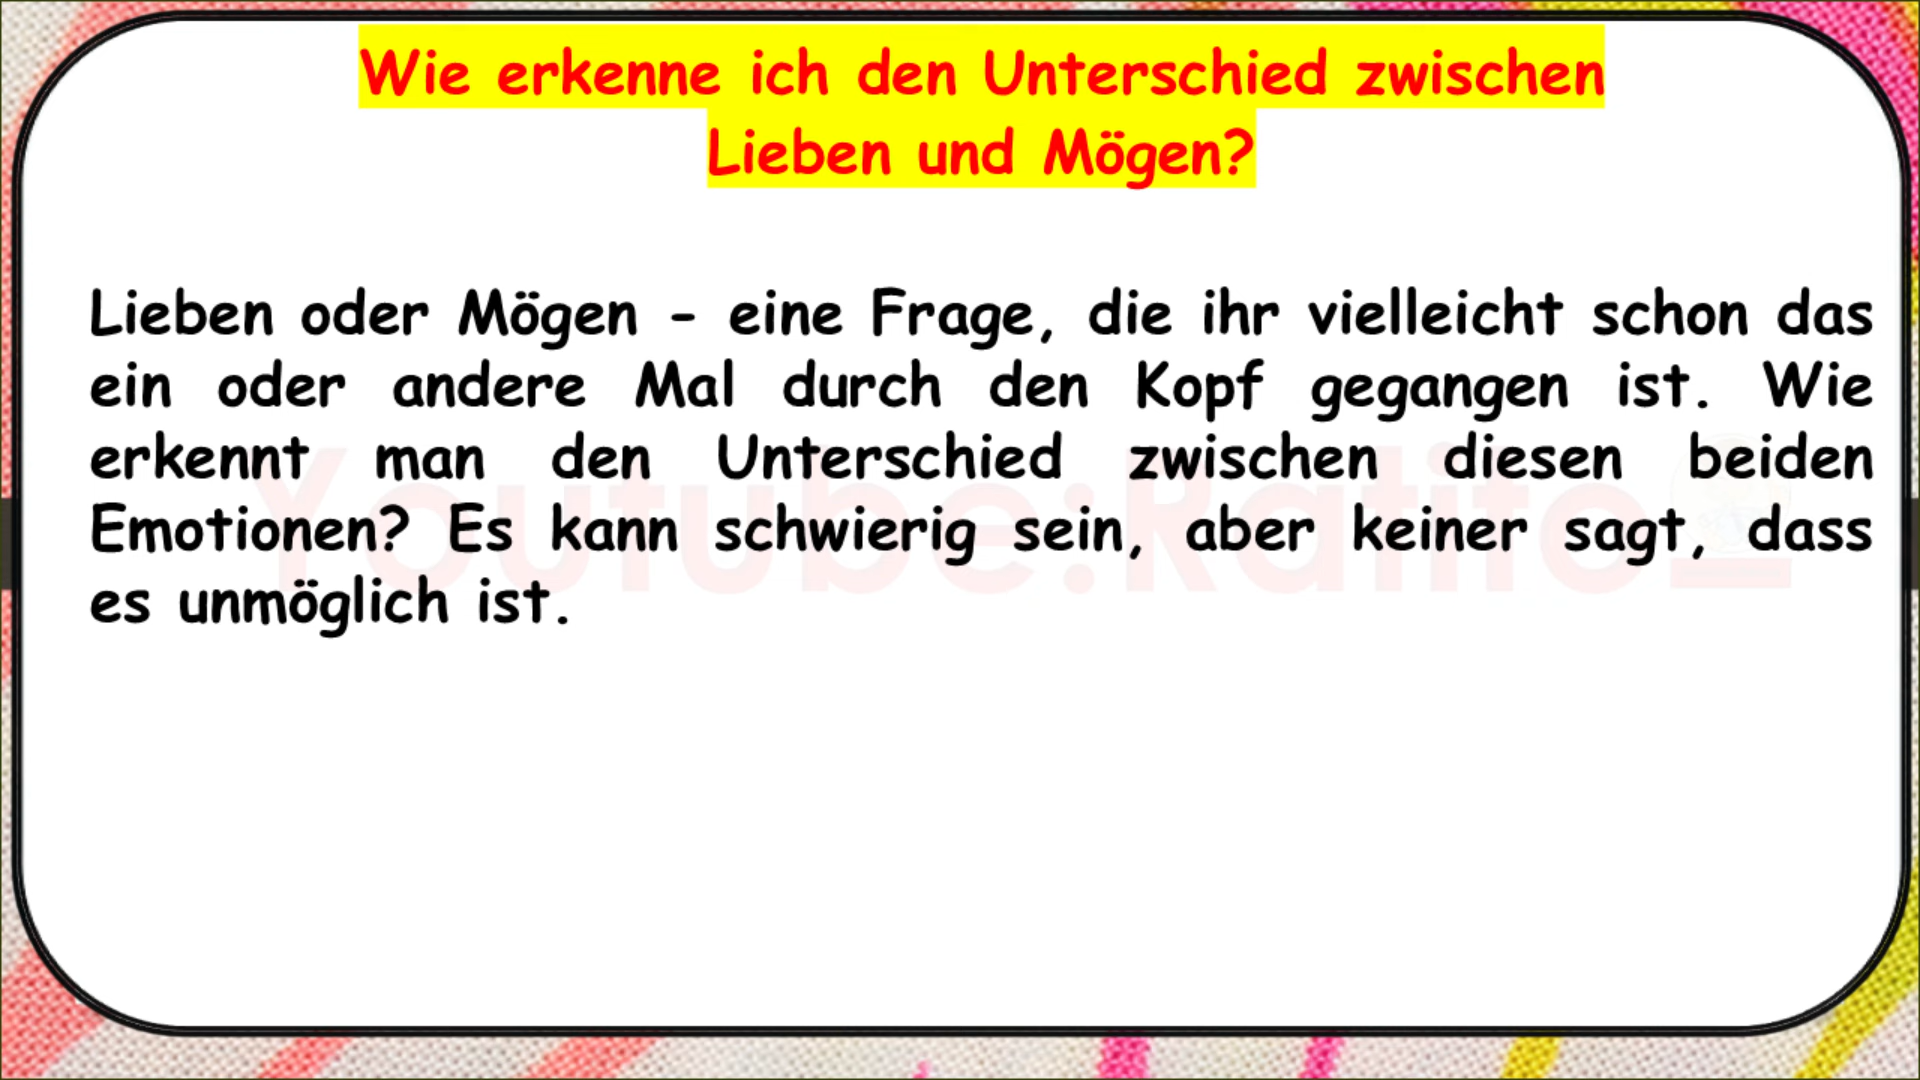 Wie erkenne ich den Unterschied zwischen
Lieben und Mögen?
Lieben oder Mögen - eine Frage, die ihr vielleicht schon das
ein oder andere Mal durch den Kopf gegangen ist. Wie
erkennt man den Unterschied zwischen diesen beiden
Emotionen? Es kann schwierig sein, aber keiner sagt, dass
es unmöglich ist.
Youtube:Ratito